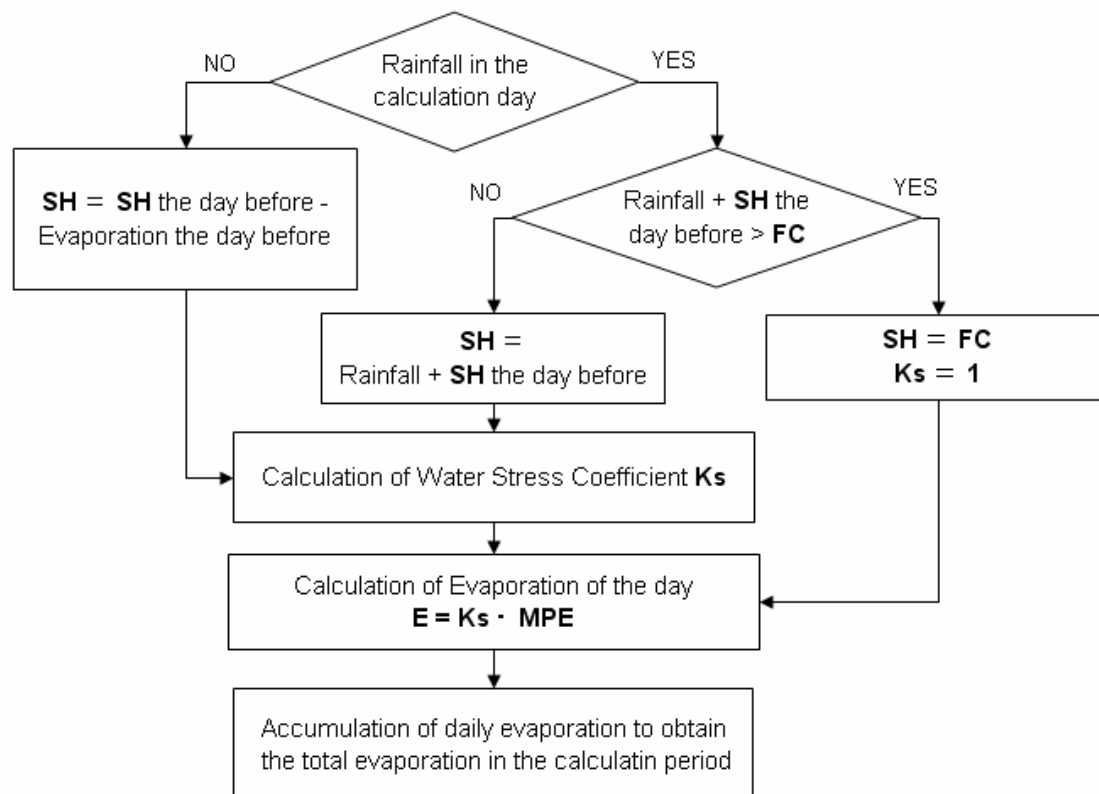 Rainfall in the
calculation day
NO
YES
SH = SH the day before -
Evaporation the day before
Rainfall + SH the
day before > FC
NO
YES
SH =
Rainfall + SH the day before
SH = FC
Ks = 1
Calculation of Water Stress Coefficient Ks
Calculation of Evaporation of the day
E = Ks - MPE
Accumulation of daily evaporation to obtain
the total evaporation in the calculatin period